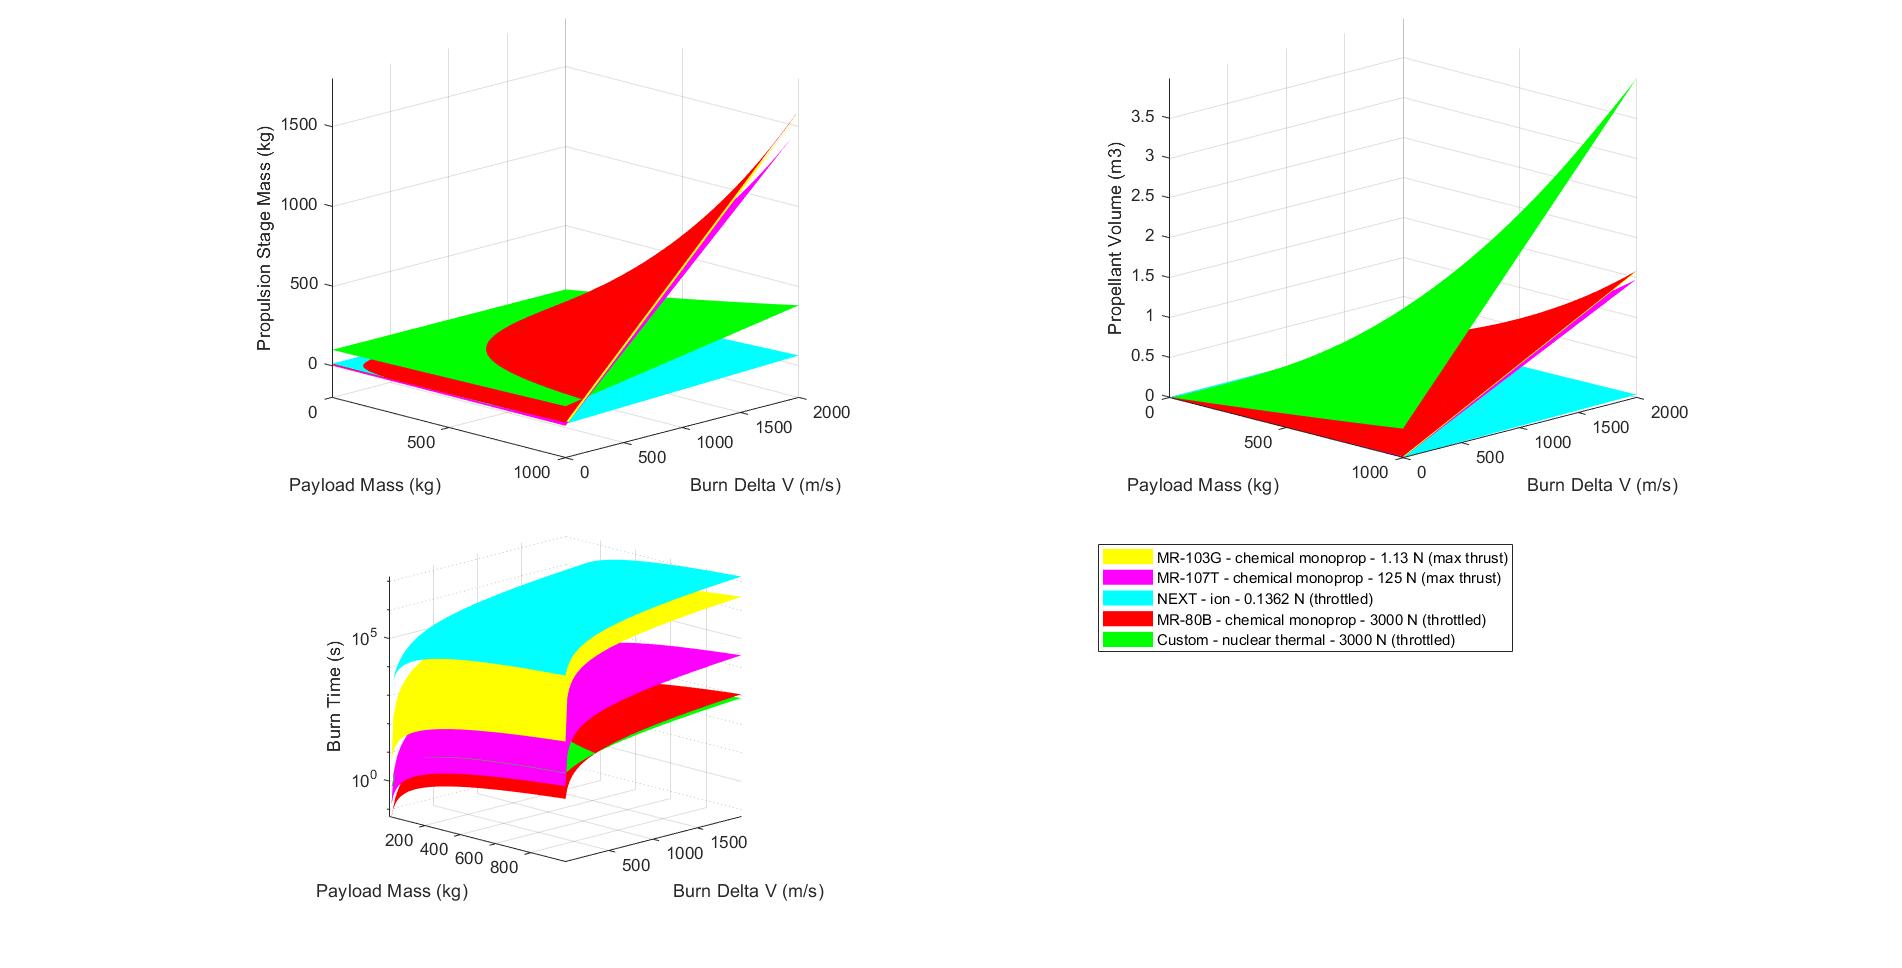 Propulsion Stage Mass (kg)
1500
1000
500
0
0
500
1000
Payload Mass (kg)
0
500
1000
1500
2000
Burn Delta V (m/s)
Propellant Volume (m3)
3.5
3
2.5
2
1.5
1
0.5
0
0
500
1000
Payload Mass (kg)
0
500
1000
1500
2000
Burn Delta V (m/s)
Burn Time (s)
10^5
10^0
200
400
600
800
Payload Mass (kg)
500
1000
1500
Burn Delta V (m/s)
MR-103G - chemical monoprop - 1.13 N (max thrust)
MR-107T - chemical monoprop - 125 N (max thrust)
NEXT - ion - 0.1362 N (throttled)
MR-80B - chemical monoprop - 3000 N (throttled)
Custom - nuclear thermal - 3000 N (throttled)